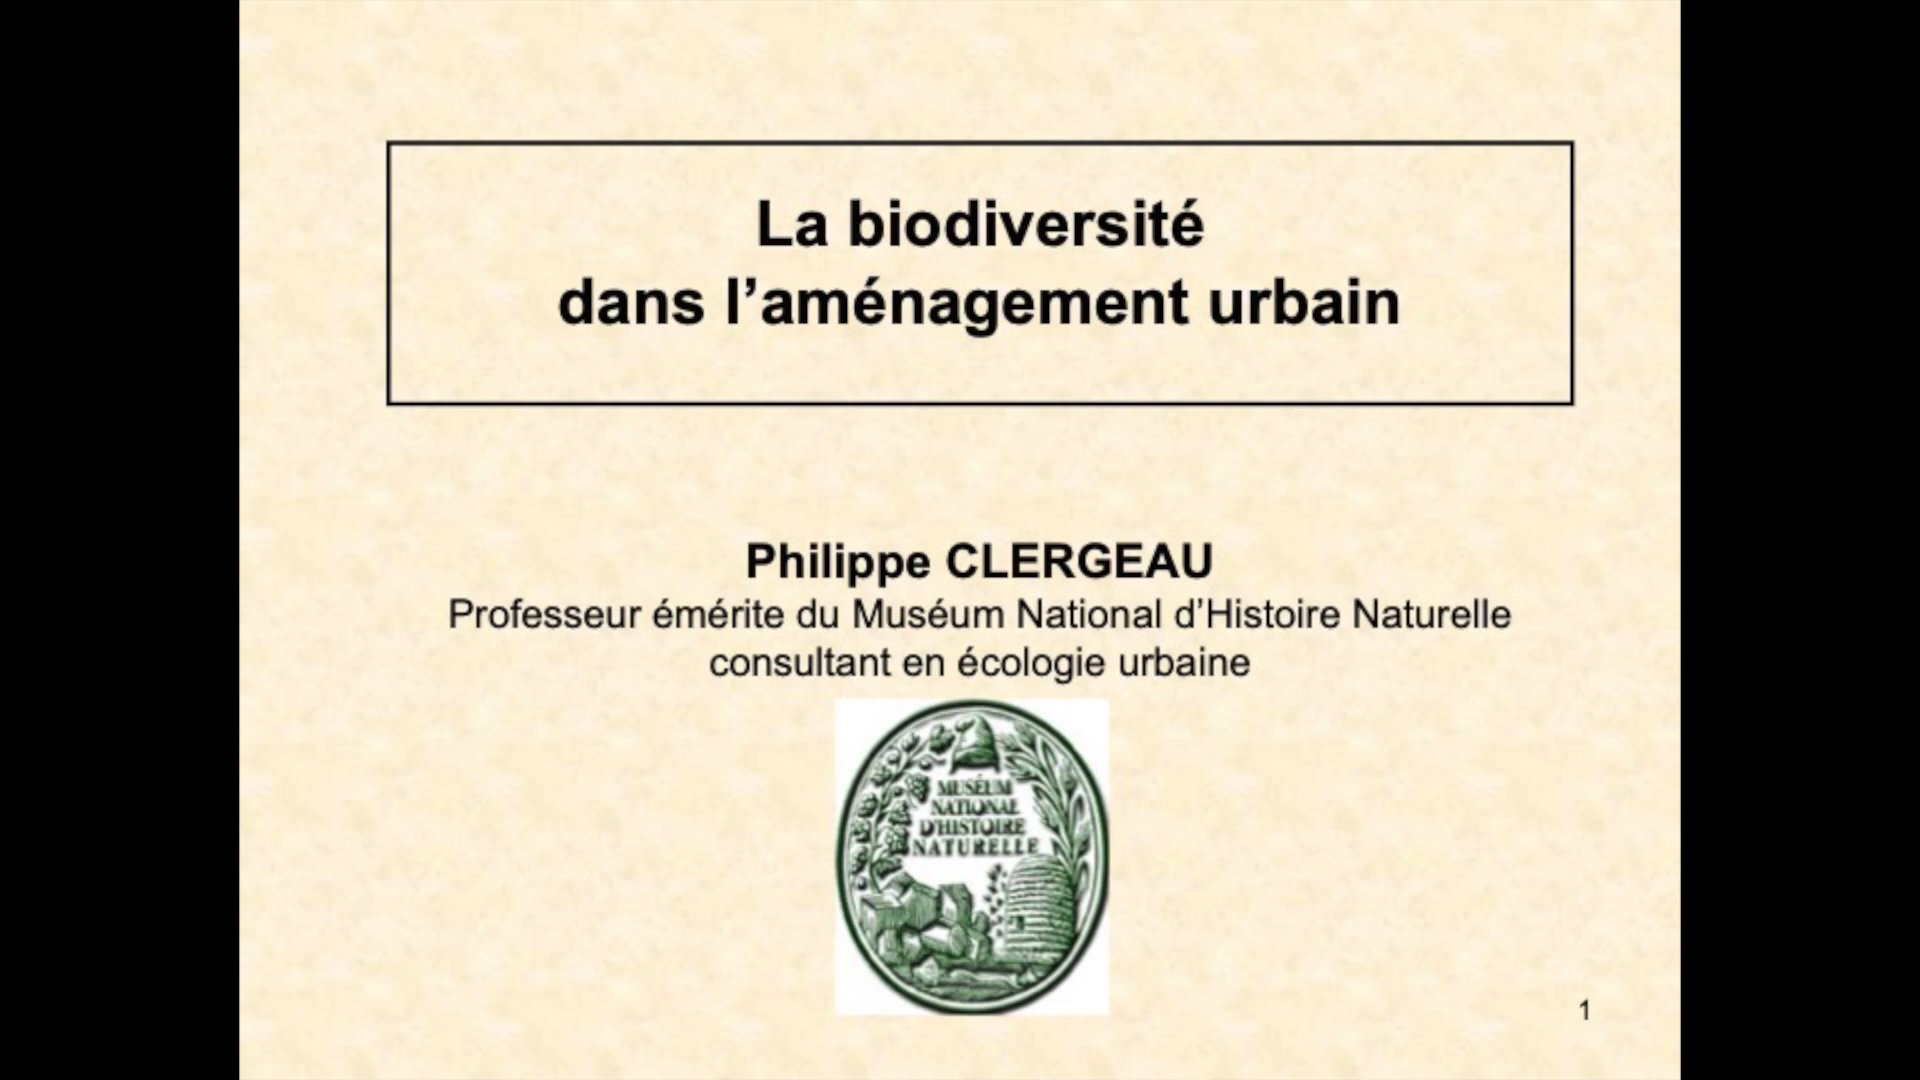 La biodiversité
dans l’aménagement urbain
Philippe CLERGEAU
Professeur émérite du Muséum National d’Histoire Naturelle
consultant en écologie urbaine
MUSÉUM
NATIONAL
D'HISTOIRE
NATURELLE
1